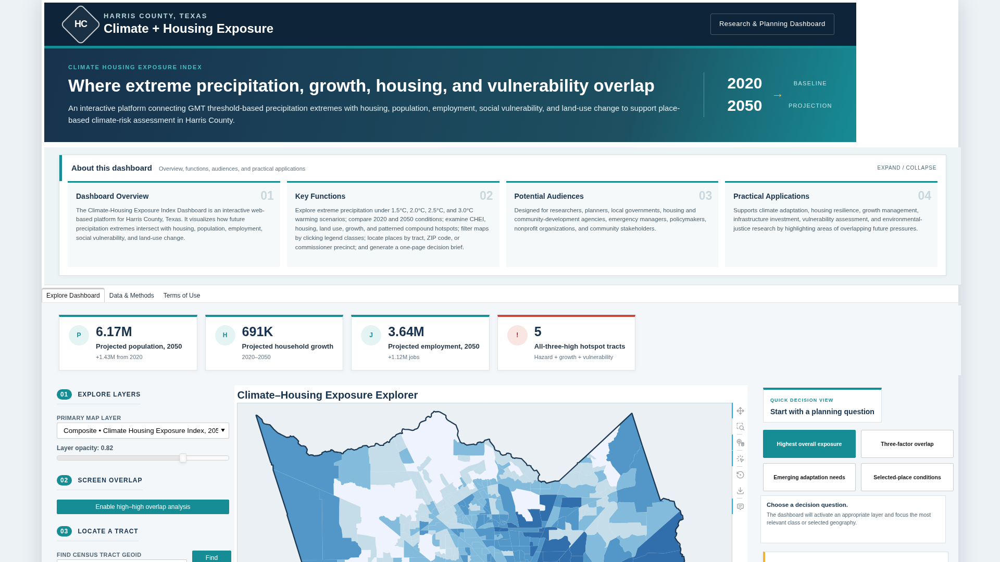 HC
HARRIS COUNTY, TEXAS
Climate + Housing Exposure
Research & Planning Dashboard
CLIMATE HOUSING EXPOSURE INDEX
Where extreme precipitation, growth, housing, and vulnerability overlap
An interactive platform connecting GMT threshold-based precipitation extremes with housing, population, employment, social vulnerability, and land-use change to support place-
based climate-risk assessment in Harris County.
2020
BASELINE
→
2050
PROJECTION
About this dashboard
Overview, functions, audiences, and practical applications
EXPAND / COLLAPSE
Dashboard Overview
01
The Climate-Housing Exposure Index Dashboard is an interactive web-
based platform for Harris County, Texas. It visualizes how future
precipitation extremes intersect with housing, population, employment,
social vulnerability, and land-use change.
Key Functions
02
Explore extreme precipitation under 1.5°C, 2.0°C, 2.5°C, and 3.0°C
warming scenarios; compare 2020 and 2050 conditions; examine CHEI,
housing, land use, growth, and patterned compound hotspots; filter maps
by clicking legend classes; locate places by tract, ZIP code, or
commissioner precinct; and generate a one-page decision brief.
Potential Audiences
03
Designed for researchers, planners, local governments, housing and
community-development agencies, emergency managers, policymakers,
nonprofit organizations, and community stakeholders.
Practical Applications
04
Supports climate adaptation, housing resilience, growth management,
infrastructure investment, vulnerability assessment, and environmental-
justice research by highlighting areas of overlapping future pressures.
Explore Dashboard
Data & Methods
Terms of Use
P
6.17M
Projected population, 2050
+1.43M from 2020
H
691K
Projected household growth
2020–2050
J
3.64M
Projected employment, 2050
+1.12M jobs
!
5
All-three-high hotspot tracts
Hazard + growth + vulnerability
01
EXPLORE LAYERS
PRIMARY MAP LAYER
Composite • Climate Housing Exposure Index, 205
Layer opacity: 0.82
02
SCREEN OVERLAP
Enable high–high overlap analysis
03
LOCATE A TRACT
FIND CENSUS TRACT GEOID
Find
Climate–Housing Exposure Explorer
QUICK DECISION VIEW
Start with a planning question
Highest overall exposure
Three-factor overlap
Emerging adaptation needs
Selected-place conditions
Choose a decision question.
The dashboard will activate an appropriate layer and focus the most
relevant class or selected geography.